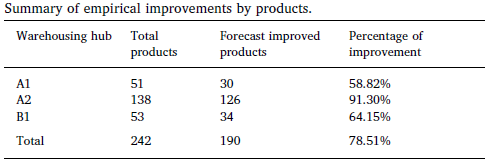 Summary of empirical improvements by products.
Warehousing hub Total products Forecast improved products Percentage of improvement
A1 51 30 58.82%
A2 138 126 91.30%
B1 53 34 64.15%
Total 242 190 78.51%